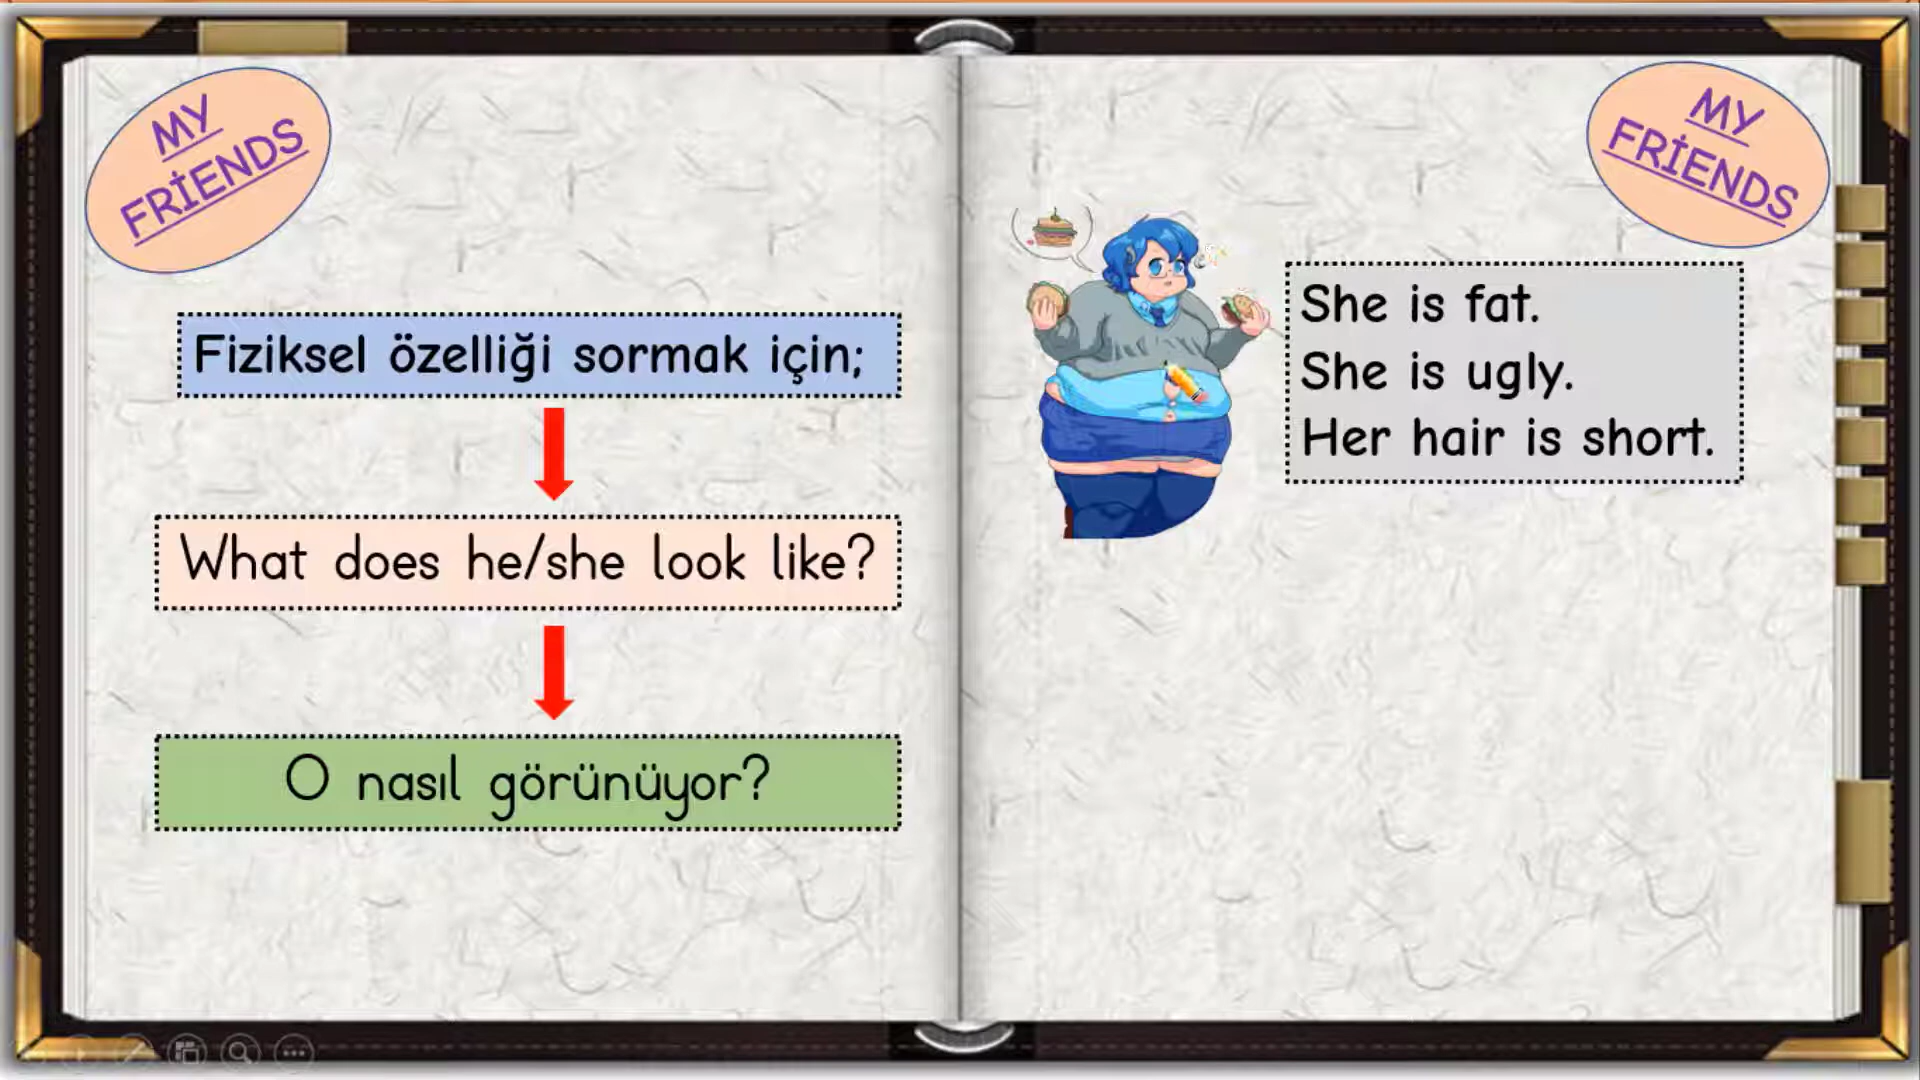 MY
FRİENDS
Fiziksel özelliği sormak için;
What does he/she look like?
O nasıl görünüyor?
MY
FRİENDS
She is fat.
She is ugly.
Her hair is short.